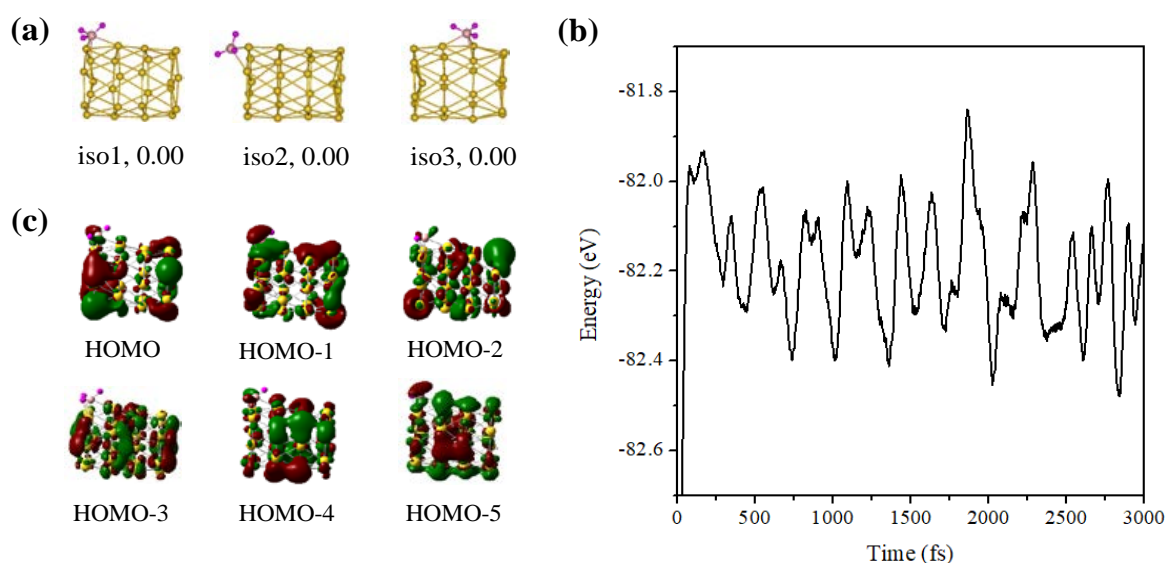 (a)
iso1, 0.00
iso2, 0.00
iso3, 0.00
(c)
HOMO
HOMO-1
HOMO-2
HOMO-3
HOMO-4
HOMO-5
(b)
Energy (eV)
-81.8
-82.0
-82.2
-82.4
-82.6
0
500
1000
1500
2000
2500
3000
Time (fs)